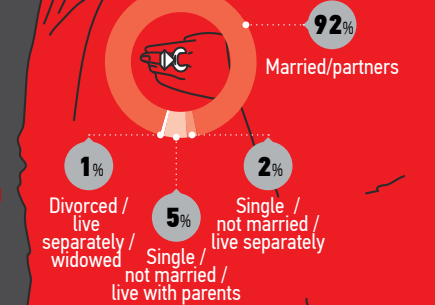 92%
Married/partners
1%
Divorced /
live
separately /
widowed
5%
Single /
not married /
live with parents
2%
Single /
not married /
live separately